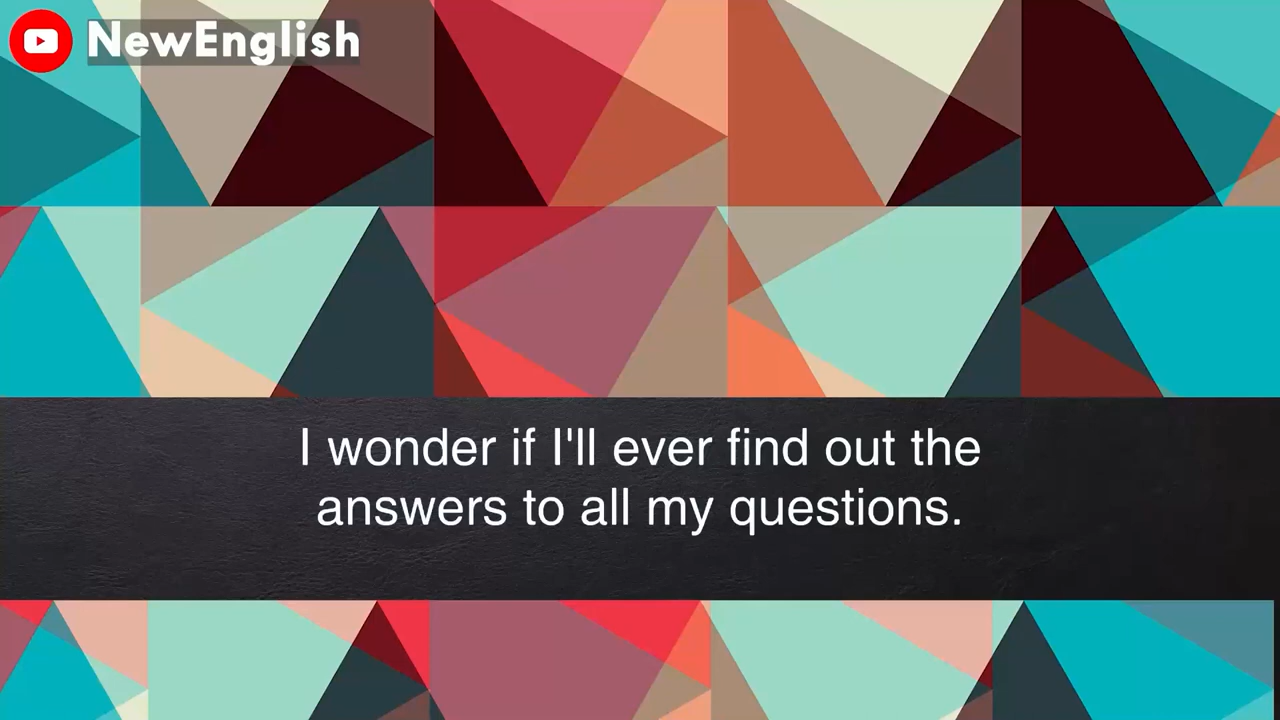 NewEnglish
I wonder if I'll ever find out the
answers to all my questions.